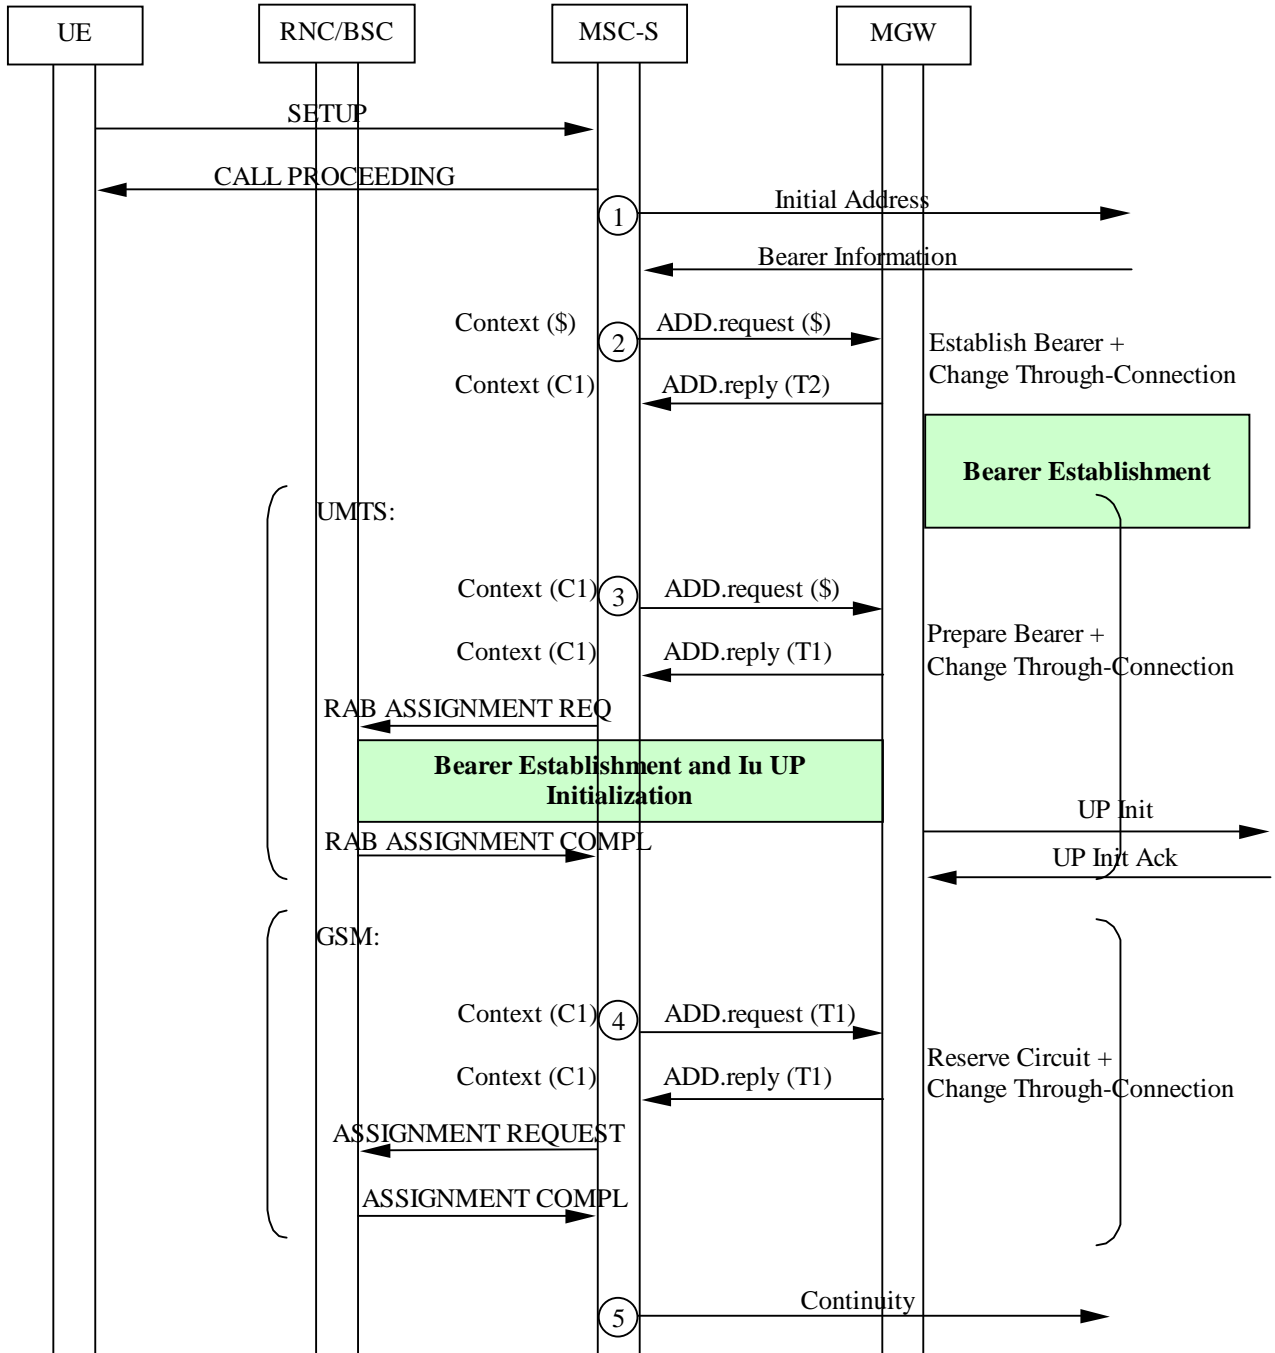 UE
RNC/BSC
MSC-S
MGW
SETUP
CALL PROCEEDING
1
Initial Address
Bearer Information
Context ($)
2
ADD.request ($)
Establish Bearer +
Change Through-Connection
Context (C1)
ADD.reply (T2)
Bearer Establishment
UMTS:
Context (C1)
3
ADD.request ($)
Prepare Bearer +
Change Through-Connection
Context (C1)
ADD.reply (T1)
RAB ASSIGNMENT REQ
Bearer Establishment and Iu UP
Initialization
UP Init
RAB ASSIGNMENT COMPL
UP Init Ack
GSM:
Context (C1)
4
ADD.request (T1)
Reserve Circuit +
Change Through-Connection
Context (C1)
ADD.reply (T1)
ASSIGNMENT REQUEST
ASSIGNMENT COMPL
5
Continuity